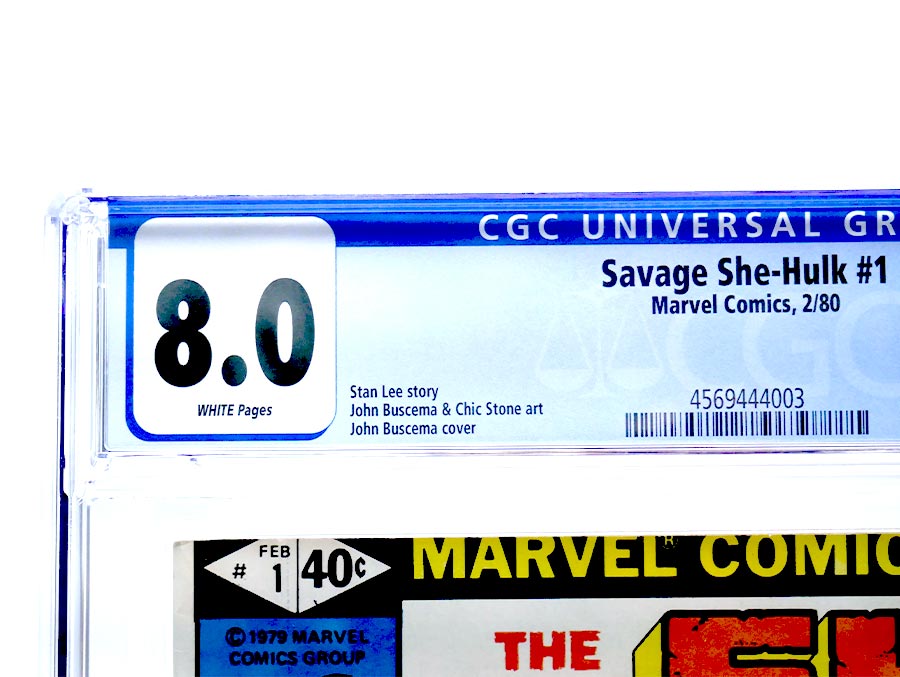 CGC UNIVERSAL GR
Savage She-Hulk #1
Marvel Comics, 2/80
8.0
WHITE Pages
Stan Lee story
John Buscema & Chic Stone art
John Buscema cover
CGC
4569444003
FEB
# 1 40¢
MARVEL® COMIC
© 1979 MARVEL
COMICS GROUP
THE